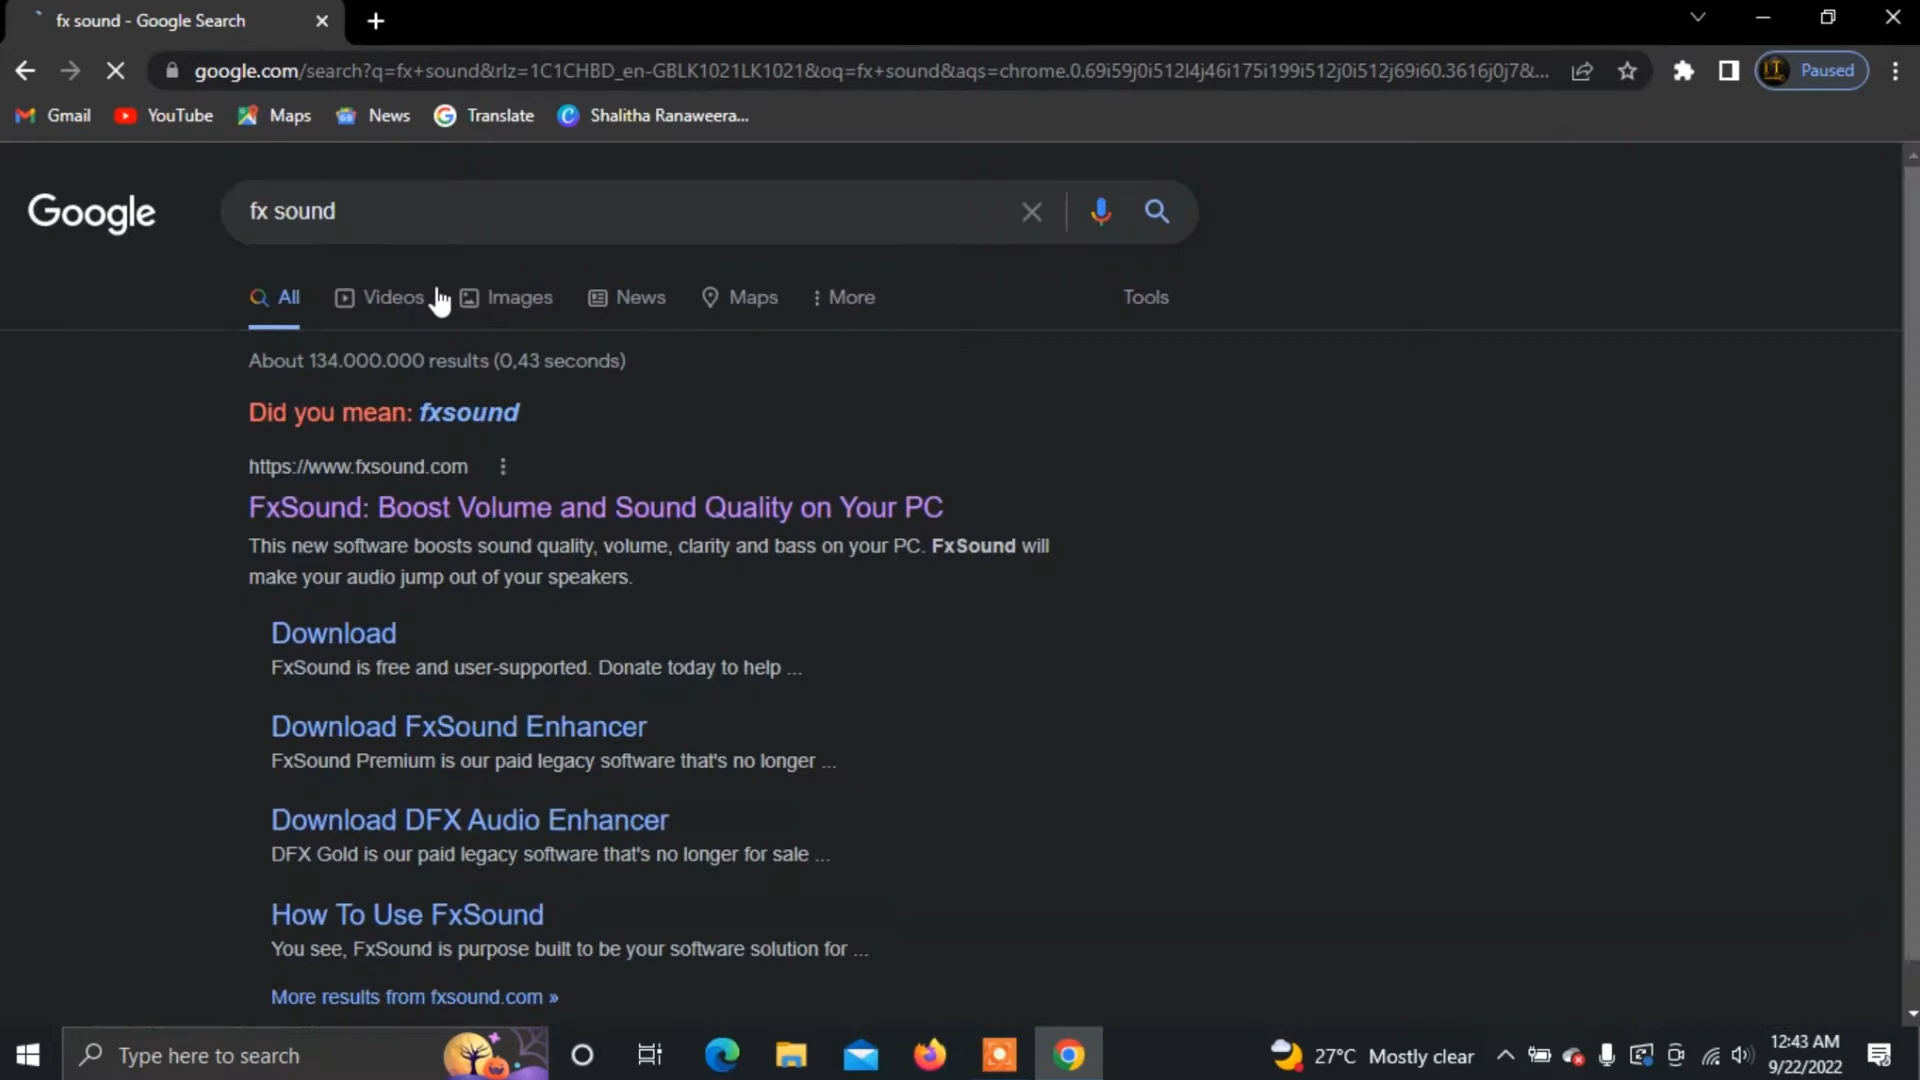 fx sound - Google Search
google.com/search?q=fx+sound&rlz=1C1CHBD_en-GBLK1021LK1021&oq=fx+sound&aqs=chrome.0.69i59j0i512l4j46i175i199i512j0i512j69i60.3616j0j7&...
Paused
Gmail YouTube Maps News Translate Shalitha Ranaweera...
Google
fx sound
All Videos Images News Maps More Tools
About 134.000.000 results (0,43 seconds)
Did you mean: fxsound
https://www.fxsound.com
FxSound: Boost Volume and Sound Quality on Your PC
This new software boosts sound quality, volume, clarity and bass on your PC. FxSound will
make your audio jump out of your speakers.
Download
FxSound is free and user-supported. Donate today to help ...
Download FxSound Enhancer
FxSound Premium is our paid legacy software that's no longer ...
Download DFX Audio Enhancer
DFX Gold is our paid legacy software that's no longer for sale ...
How To Use FxSound
You see, FxSound is purpose built to be your software solution for ...
More results from fxsound.com »
Type here to search
27°C Mostly clear
12:43 AM
9/22/2022